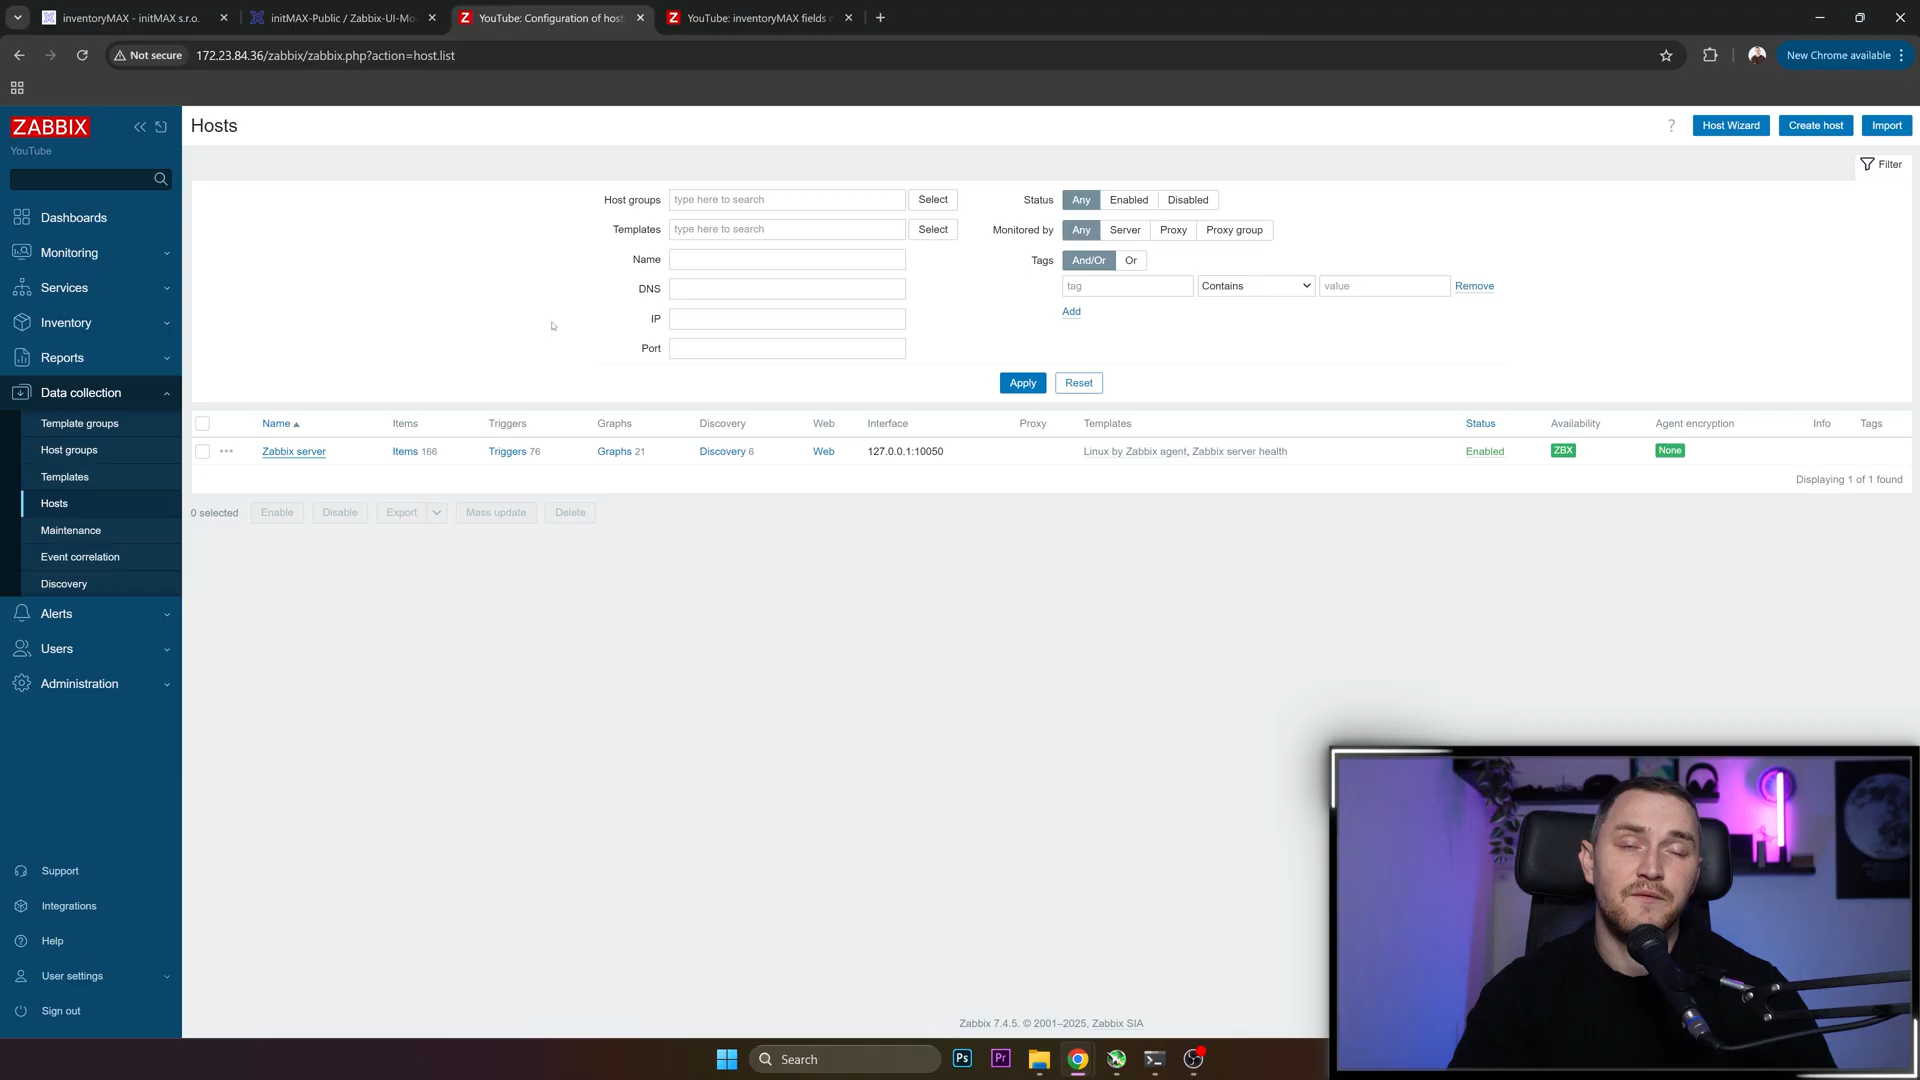 inventoryMAX - initMAX s.r.o.
initMAX-Public / Zabbix-UI-Mo
YouTube: Configuration of host
YouTube: inventoryMAX fields
Not secure
172.23.84.36/zabbix/zabbix.php?action=host.list
New Chrome available
ZABBIX
YouTube
Dashboards
Monitoring
Services
Inventory
Reports
Data collection
Template groups
Host groups
Templates
Hosts
Maintenance
Event correlation
Discovery
Alerts
Users
Administration
Support
Integrations
Help
User settings
Sign out
Hosts
? Host Wizard Create host Import
Filter
Host groups type here to search Select
Templates type here to search Select
Name
DNS
IP
Port
Status Any Enabled Disabled
Monitored by Any Server Proxy Proxy group
Tags And/Or Or
tag Contains value Remove
Add
Apply Reset
Name Items Triggers Graphs Discovery Web Interface Proxy Templates Status Availability Agent encryption Info Tags
Zabbix server Items 166 Triggers 76 Graphs 21 Discovery 6 Web 127.0.0.1:10050 Linux by Zabbix agent, Zabbix server health Enabled ZBX None
Displaying 1 of 1 found
0 selected Enable Disable Export Mass update Delete
Zabbix 7.4.5. © 2001–2025, Zabbix SIA
Search Ps Pr